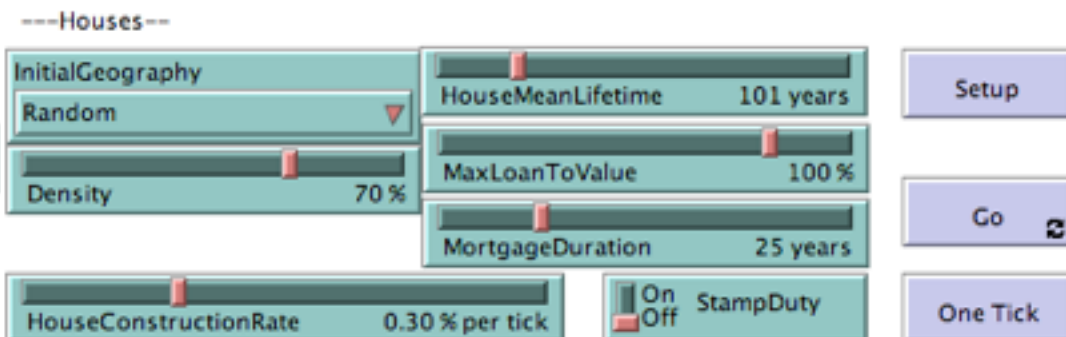 ---Houses--
InitialGeography
Random
HouseMeanLifetime 101 years
Setup
Density 70 %
MaxLoanToValue 100 %
MortgageDuration 25 years
Go
HouseConstructionRate 0.30 % per tick
On
Off
StampDuty
One Tick